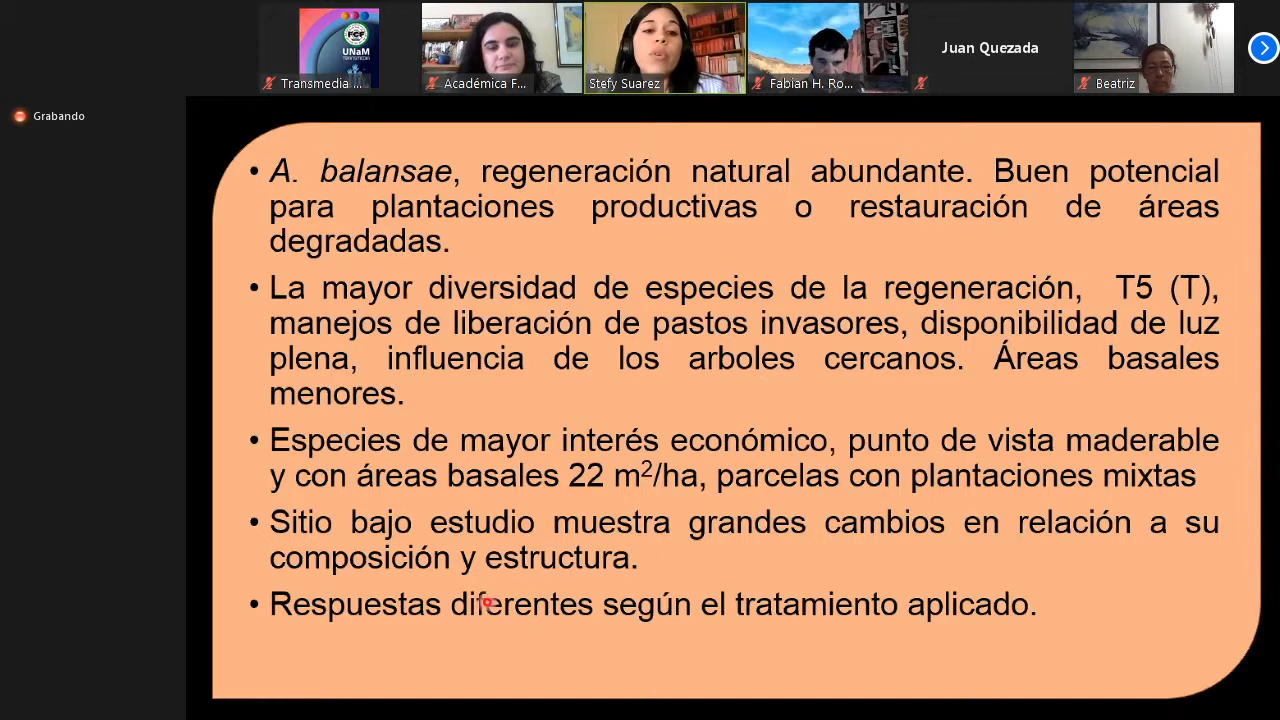 FCF
UNaM
TRANSMEDIA
Transmedia ...
Académica F...
Stefy Suarez
Fabian H. Ro...
Juan Quezada
Beatriz
Grabando
• A. balansae, regeneración natural abundante. Buen potencial
para plantaciones productivas o restauración de áreas
degradadas.
• La mayor diversidad de especies de la regeneración, T5 (T),
manejos de liberación de pastos invasores, disponibilidad de luz
plena, influencia de los arboles cercanos. Áreas basales
menores.
• Especies de mayor interés económico, punto de vista maderable
y con áreas basales 22 m²/ha, parcelas con plantaciones mixtas
• Sitio bajo estudio muestra grandes cambios en relación a su
composición y estructura.
• Respuestas diferentes según el tratamiento aplicado.